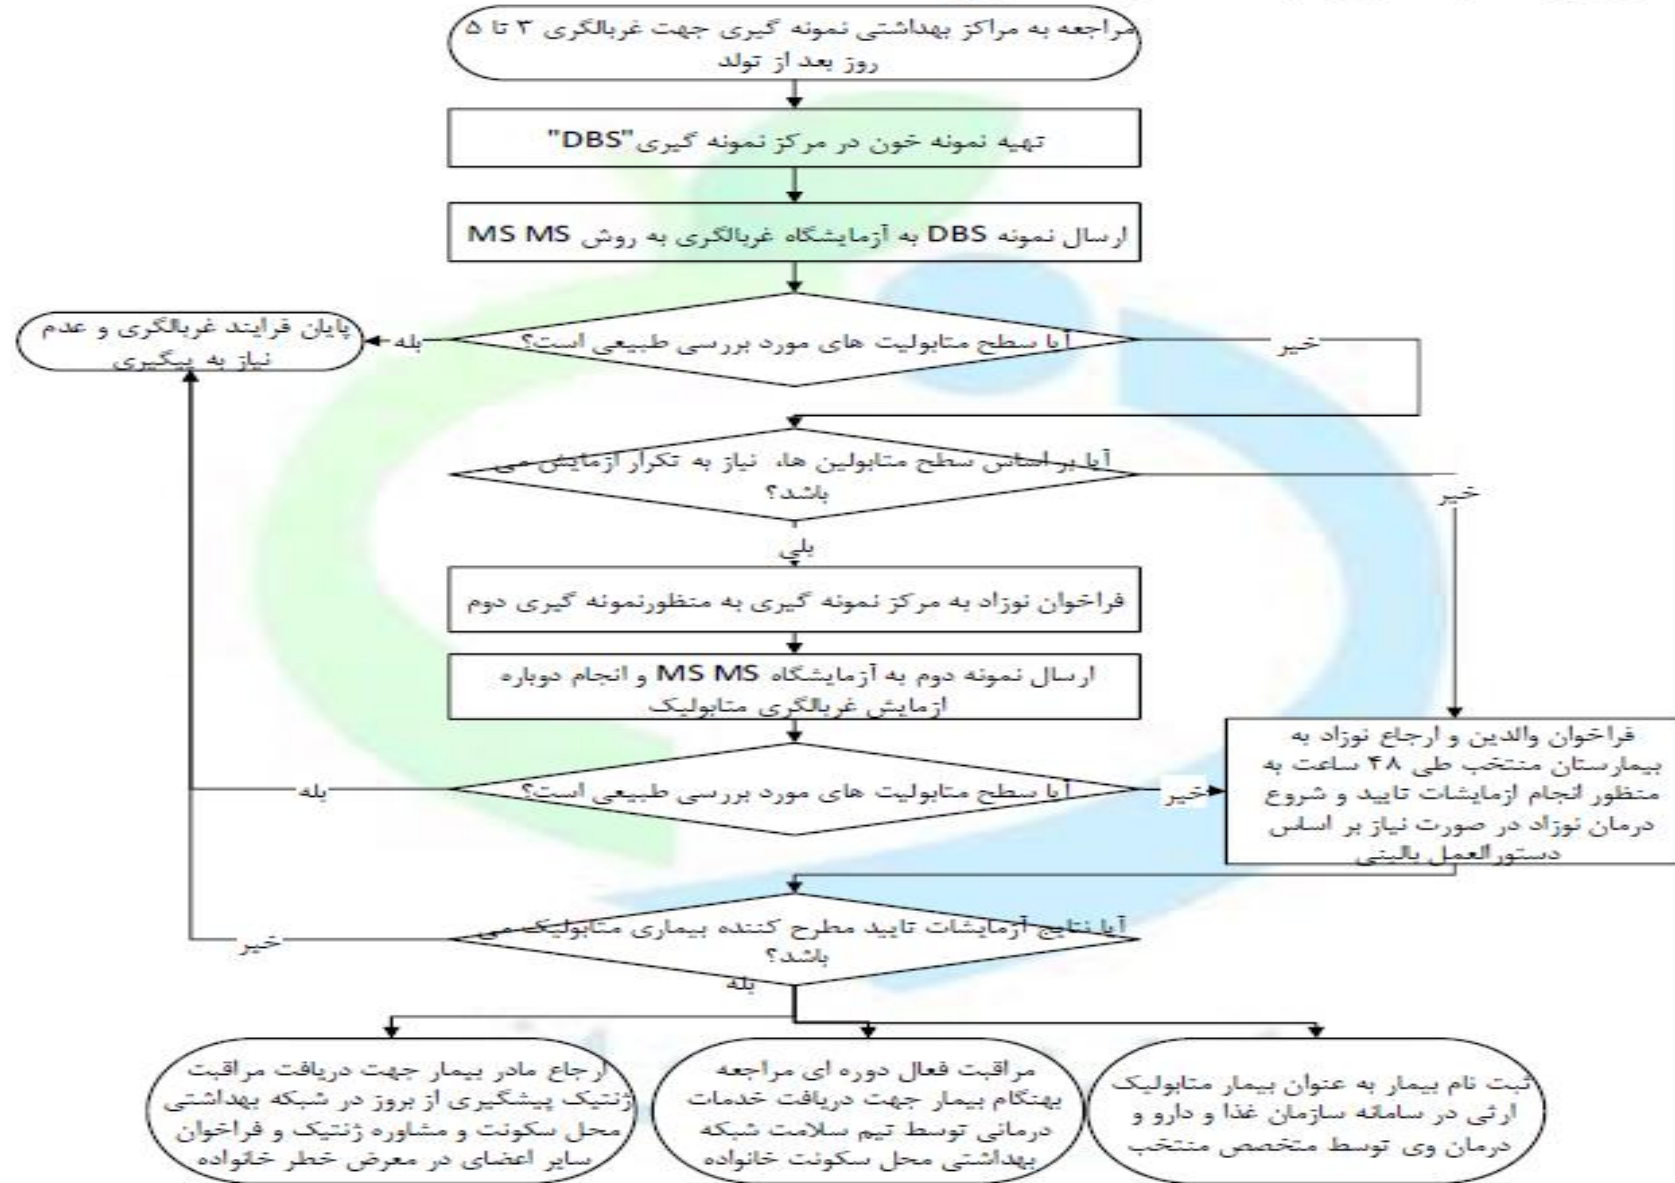 مراجعه به مراکز بهداشتی نمونه گیری جهت غربالگری ۳ تا ۵
روز بعد از تولد
تهیه نمونه خون در مرکز نمونه گیری"DBS"
ارسال نمونه DBS به آزمایشگاه غربالگری به روش MS MS
آیا سطح متابولیت های مورد بررسی طبیعی است؟
بله
خیر
پایان فرایند غربالگری و عدم
نیاز به پیگیری
آیا بر اساس سطح متابولین ها، نیاز به تکرار ازمایش می
باشد؟
خیر
بلی
فراخوان نوزاد به مرکز نمونه گیری به منظورنمونه گیری دوم
ارسال نمونه دوم به آزمایشگاه MS MS و انجام دوباره
ازمایش غربالگری متابولیک
آیا سطح متابولیت های مورد بررسی طبیعی است؟
بله
خیر
فراخوان والدین و ارجاع نوزاد به
بیمارستان منتخب طی ۴۸ ساعت به
منظور انجام ازمایشات تایید و شروع
درمان نوزاد در صورت نیاز بر اساس
دستورالعمل بالینی
آیا نتایج آزمایشات تایید مطرح کننده بیماری متابولیک می
باشد؟
خیر
بله
ثبت نام بیمار به عنوان بیمار متابولیک
ارثی در سامانه سازمان غذا و دارو و
درمان وی توسط متخصص منتخب
مراقبت فعال دوره ای مراجعه
بهنگام بیمار جهت دریافت خدمات
درمانی توسط تیم سلامت شبکه
بهداشتی محل سکونت خانواده
ارجاع مادر بیمار جهت دریافت مراقبت
ژنتیک پیشگیری از بروز در شبکه بهداشتی
محل سکونت و مشاوره ژنتیک و فراخوان
سایر اعضای در معرض خطر خانواده